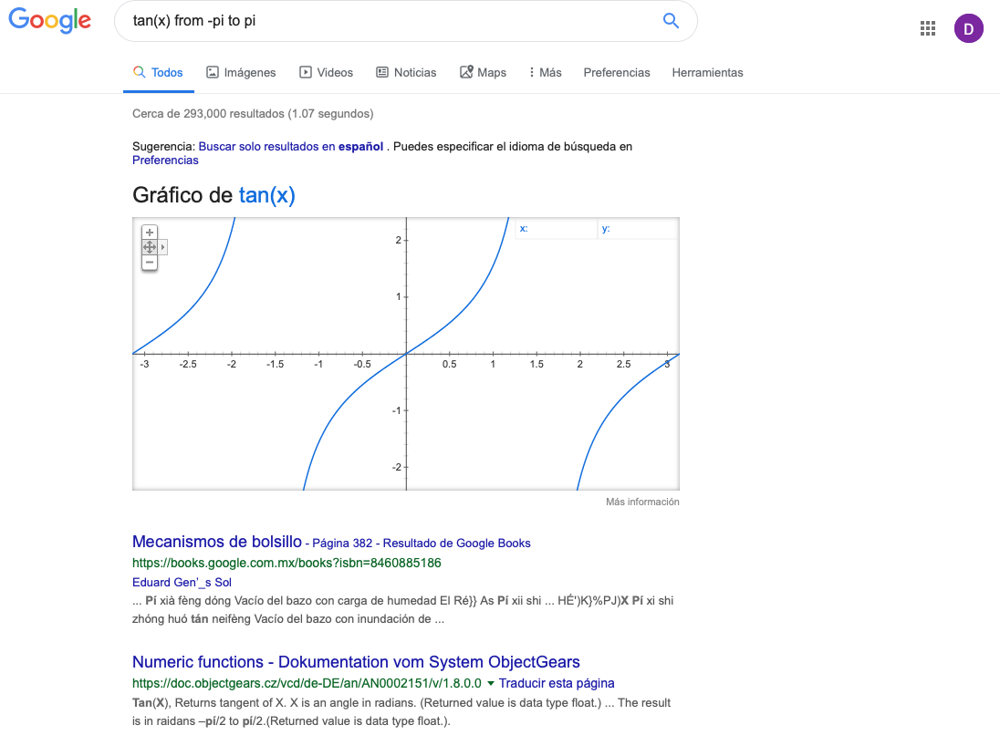 Google
tan(x) from -pi to pi
D
Todos Imágenes Videos Noticias Maps Más Preferencias Herramientas
Cerca de 293,000 resultados (1.07 segundos)
Sugerencia: Buscar solo resultados en español . Puedes especificar el idioma de búsqueda en
Preferencias
Gráfico de tan(x)
x: y:
2
1
-3 -2.5 -2 -1.5 -1 -0.5 0.5 1 1.5 2 2.5 3
-1
-2
Más información
Mecanismos de bolsillo - Página 382 - Resultado de Google Books
https://books.google.com.mx/books?isbn=8460885186
Eduard Gen'_s Sol
... Pí xià fèng dóng Vacío del bazo con carga de humedad El Ré}} As Pí xii shi ... HÉ')K}%PJ)X Pí xi shi
zhóng huó tán neifèng Vacío del bazo con inundación de ...
Numeric functions - Dokumentation vom System ObjectGears
https://doc.objectgears.cz/vcd/de-DE/an/AN0002151/v/1.8.0.0 Traducir esta página
Tan(X), Returns tangent of X. X is an angle in radians. (Returned value is data type float.) ... The result
is in raidans –pí/2 to pí/2.(Returned value is data type float.).